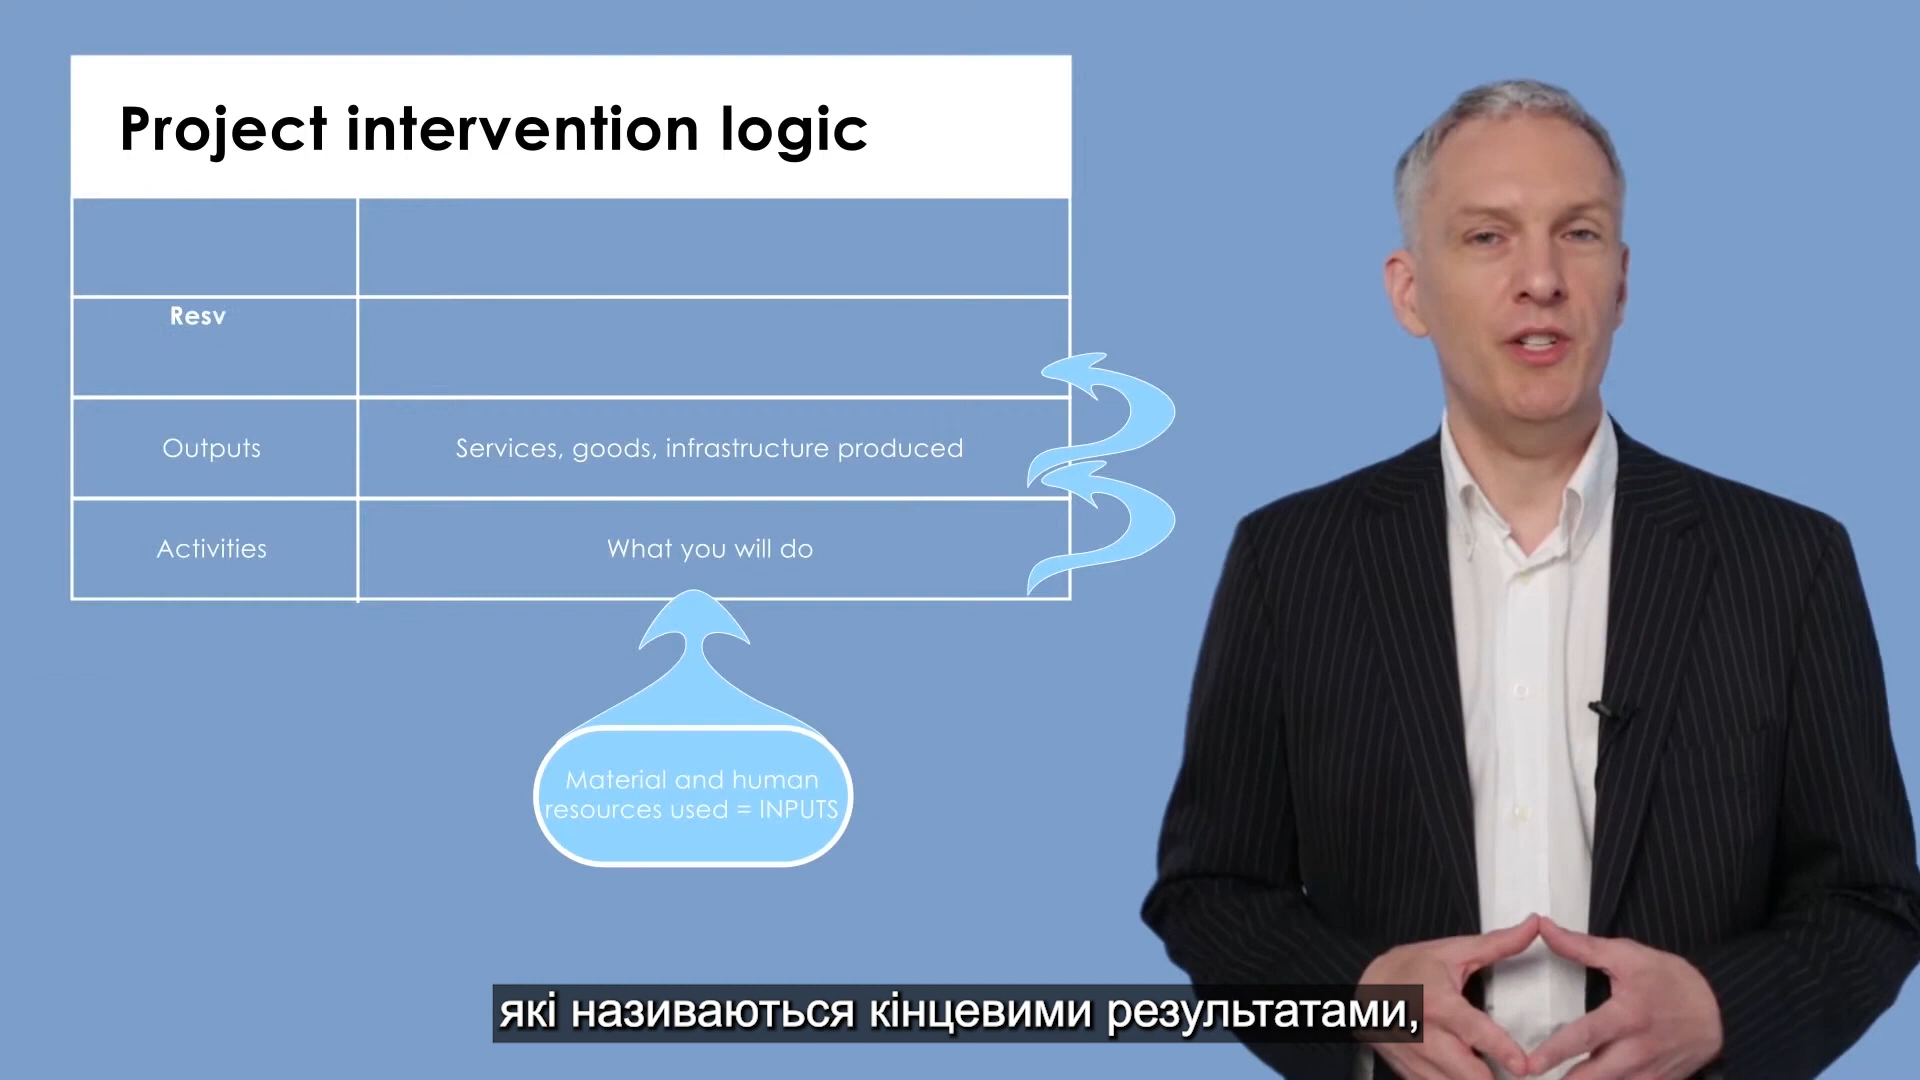 Project intervention logic
Resv
Outputs
Services, goods, infrastructure produced
Activities
What you will do
Material and human
resources used = INPUTS
які називаються кінцевими результатами,